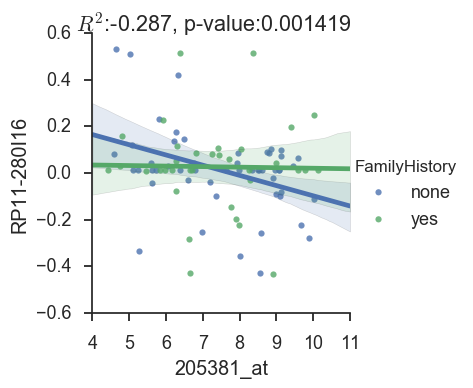 R²:-0.287, p-value:0.001419
0.6
0.4
0.2
0.0
−0.2
−0.4
−0.6
RP11-280I16
4 5 6 7 8 9 10 11
205381_at
FamilyHistory
none
yes